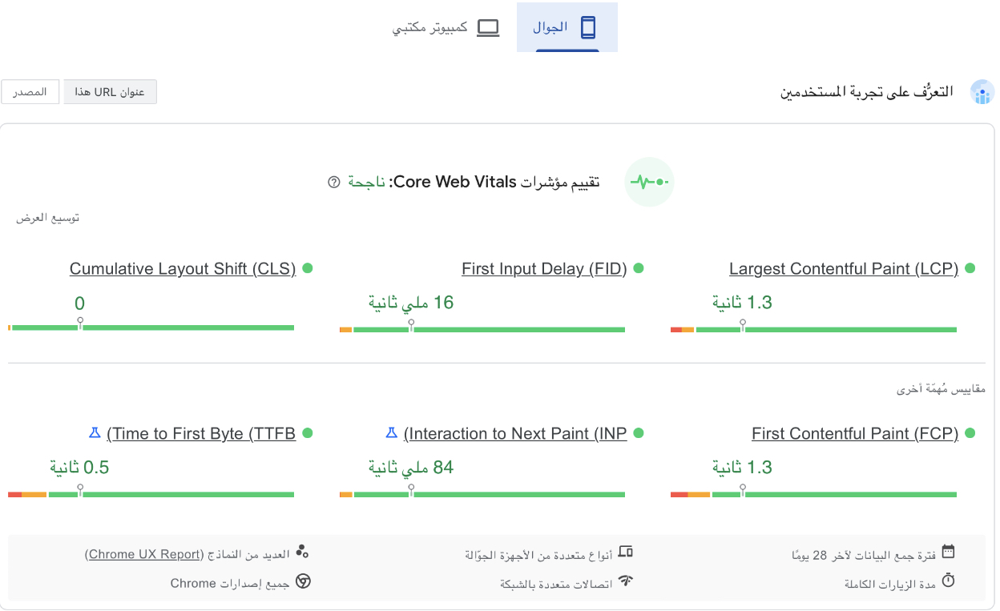 الجوال
كمبيوتر مكتبي
التعرُّف على تجربة المستخدمين
عنوان URL هذا
المصدر
تقييم مؤشرات Core Web Vitals: ناجحة
توسيع العرض
Largest Contentful Paint (LCP)
1.3 ثانية
First Input Delay (FID)
16 ملي ثانية
Cumulative Layout Shift (CLS)
0
مقاييس مُهمّة أخرى
First Contentful Paint (FCP)
1.3 ثانية
(Interaction to Next Paint (INP
84 ملي ثانية
(Time to First Byte (TTFB
0.5 ثانية
فترة جمع البيانات لآخر 28 يومًا
أنواع متعددة من الأجهزة الجوّالة
العديد من النماذج (Chrome UX Report)
مدة الزيارات الكاملة
اتصالات متعددة بالشبكة
جميع إصدارات Chrome